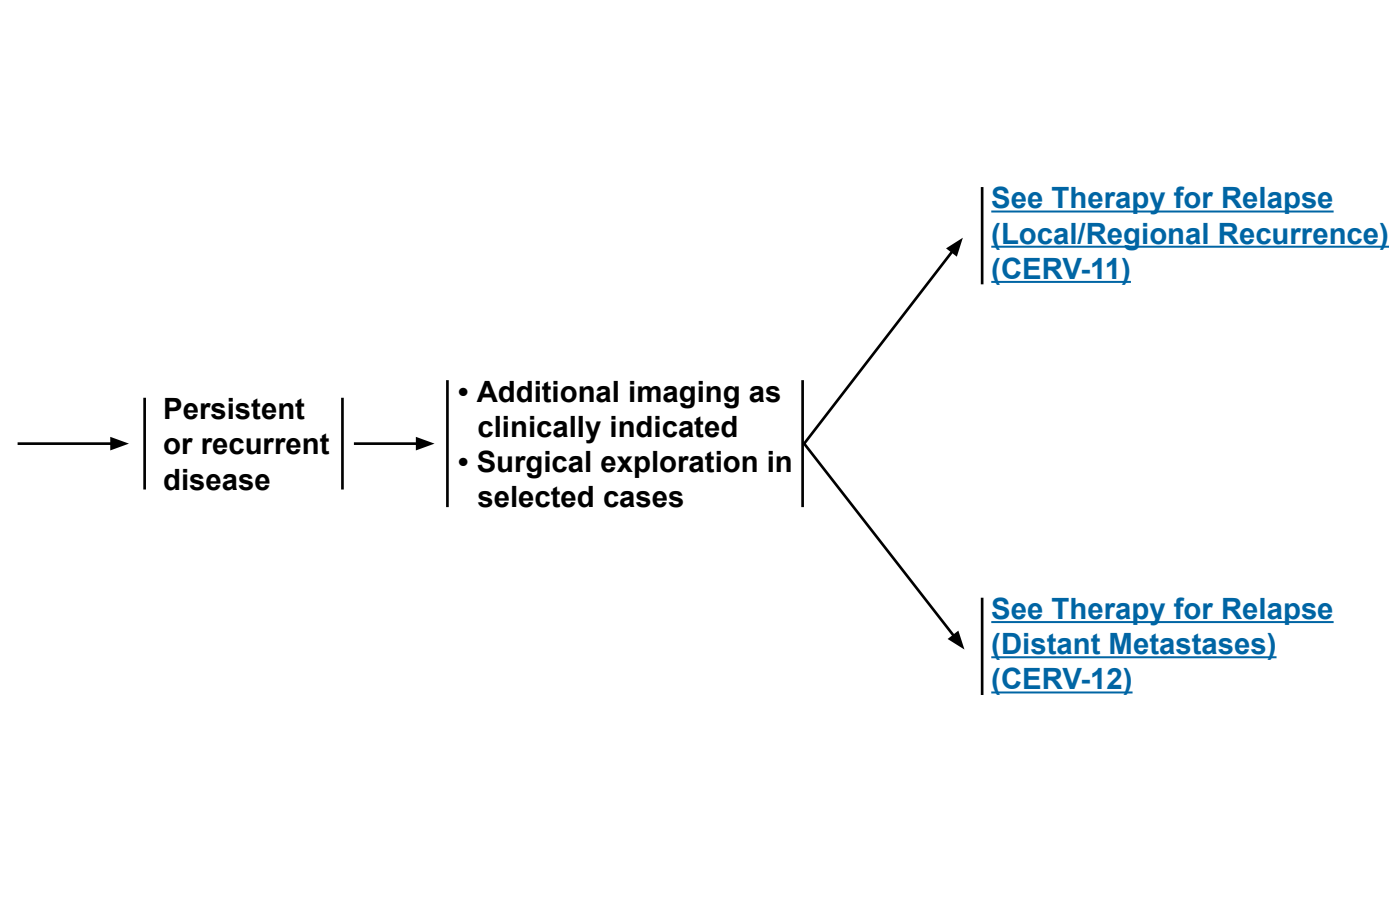 Persistent
or recurrent
disease
• Additional imaging as
clinically indicated
• Surgical exploration in
selected cases
See Therapy for Relapse
(Local/Regional Recurrence)
(CERV-11)
See Therapy for Relapse
(Distant Metastases)
(CERV-12)